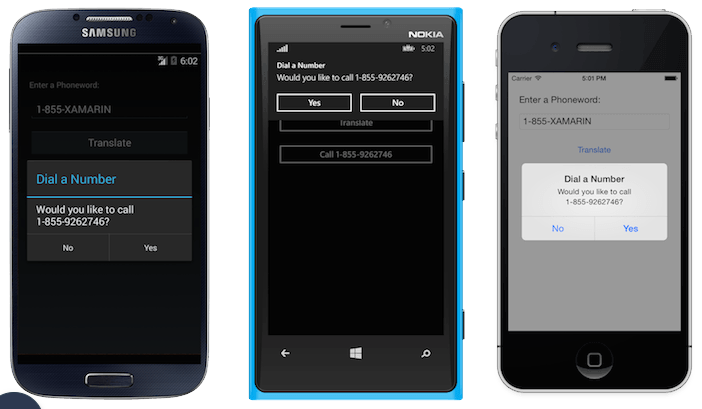 SAMSUNG
6:02
Enter a Phoneword:
1-855-XAMARIN
Translate
Dial a Number
Would you like to call
1-855-9262746?
No Yes
NOKIA
5:02
Dial a Number
Would you like to call 1-855-9262746?
Yes No
Translate
Call 1-855-9262746
Carrier 5:01 PM
Enter a Phoneword:
1-855-XAMARIN
Translate
Dial a Number
Would you like to call
1-855-9262746?
No Yes